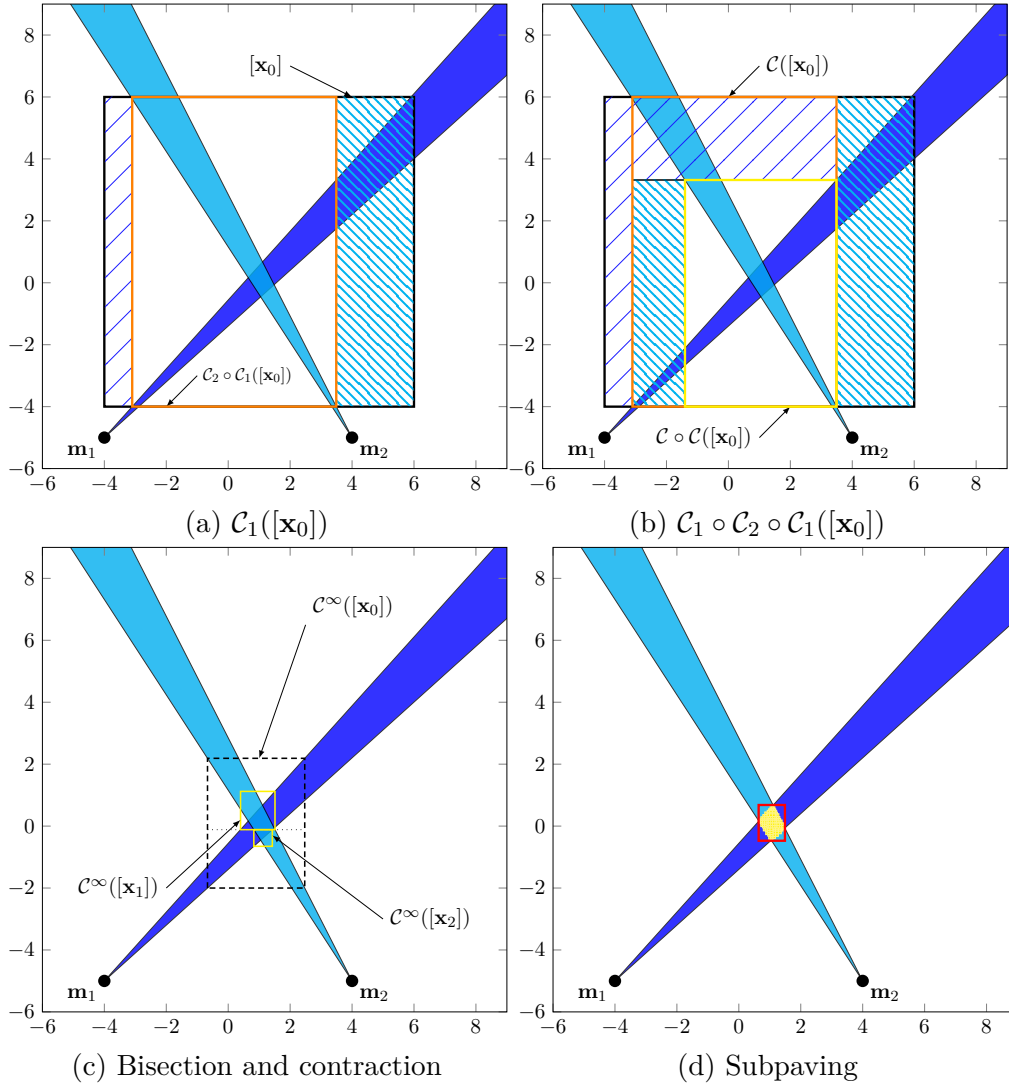 8
6
4
2
0
−2
−4
−6
[x₀]
𝒞₂ ∘ 𝒞₁([x₀])
m₁
m₂
−6 −4 −2 0 2 4 6 8
(a) 𝒞₁([x₀])
8
6
4
2
0
−2
−4
−6
𝒞([x₀])
𝒞 ∘ 𝒞([x₀])
m₁
m₂
−6 −4 −2 0 2 4 6 8
(b) 𝒞₁ ∘ 𝒞₂ ∘ 𝒞₁([x₀])
8
6
4
2
0
−2
−4
−6
𝒞^∞([x₀])
𝒞^∞([x₁])
𝒞^∞([x₂])
m₁
m₂
−6 −4 −2 0 2 4 6 8
(c) Bisection and contraction
8
6
4
2
0
−2
−4
−6
m₁
m₂
−6 −4 −2 0 2 4 6 8
(d) Subpaving